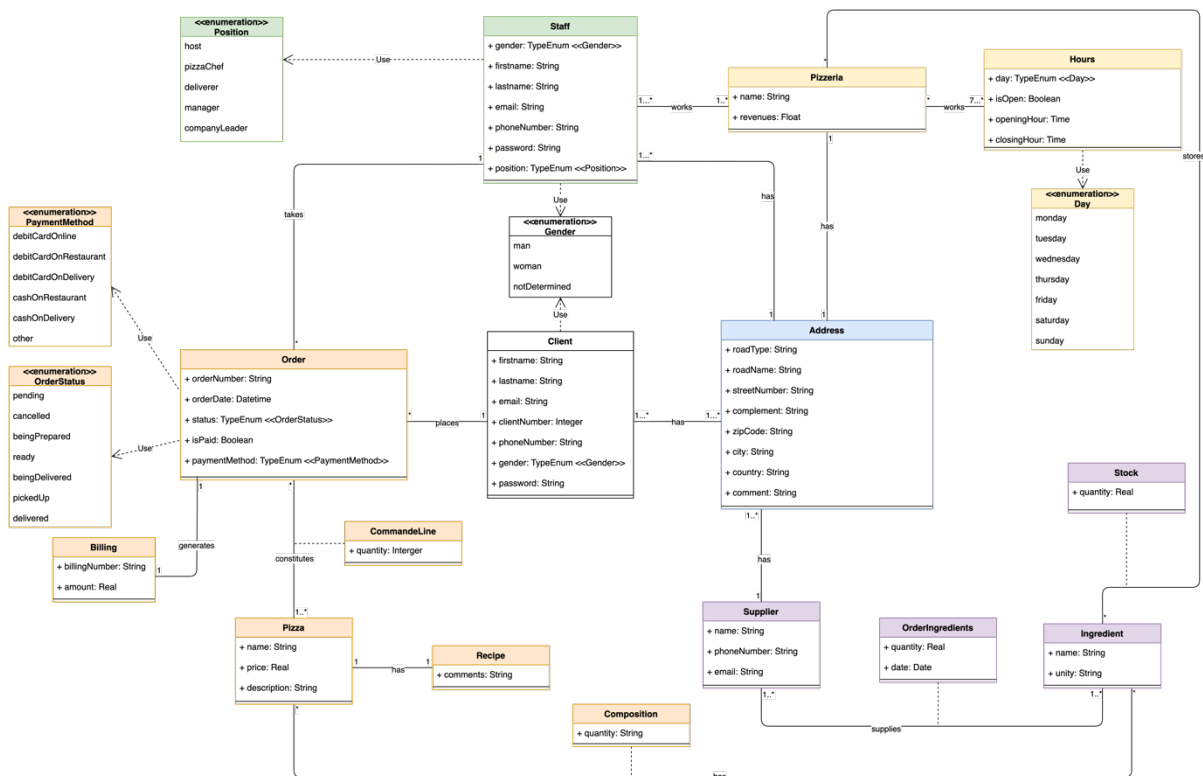 <<enumeration>>
Position
host
pizzaChef
deliverer
manager
companyLeader
Use
Staff
+ gender: TypeEnum <<Gender>>
+ firstname: String
+ lastname: String
+ email: String
+ phoneNumber: String
+ password: String
+ position: TypeEnum <<Position>>
1...*
works
1..*
Pizzeria
+ name: String
+ revenues: Float
*
*
works
7...*
Hours
+ day: TypeEnum <<Day>>
+ isOpen: Boolean
+ openingHour: Time
+ closingHour: Time
stores
Use
<<enumeration>>
Day
monday
tuesday
wednesday
thursday
friday
saturday
sunday
1
takes
*
1...*
has
1
1
has
1
Use
<<enumeration>>
Gender
man
woman
notDetermined
Use
<<enumeration>>
PaymentMethod
debitCardOnline
debitCardOnRestaurant
debitCardOnDelivery
cashOnRestaurant
cashOnDelivery
other
Use
<<enumeration>>
OrderStatus
pending
cancelled
beingPrepared
ready
beingDelivered
pickedUp
delivered
Use
Order
+ orderNumber: String
+ orderDate: Datetime
+ status: TypeEnum <<OrderStatus>>
+ isPaid: Boolean
+ paymentMethod: TypeEnum <<PaymentMethod>>
*
places
1
Client
+ firstname: String
+ lastname: String
+ email: String
+ clientNumber: Integer
+ phoneNumber: String
+ gender: TypeEnum <<Gender>>
+ password: String
1...*
has
1...*
Address
+ roadType: String
+ roadName: String
+ streetNumber: String
+ complement: String
+ zipCode: String
+ city: String
+ country: String
+ comment: String
1
generates
1
Billing
+ billingNumber: String
+ amount: Real
*
constitutes
1..*
CommandeLine
+ quantity: Interger
1..*
has
1
Stock
+ quantity: Real
*
Pizza
+ name: String
+ price: Real
+ description: String
1
has
1
Recipe
+ comments: String
Supplier
+ name: String
+ phoneNumber: String
+ email: String
OrderIngredients
+ quantity: Real
+ date: Date
Ingredient
+ name: String
+ unity: String
1...*
supplies
1..*
*
*
Composition
+ quantity: String
has